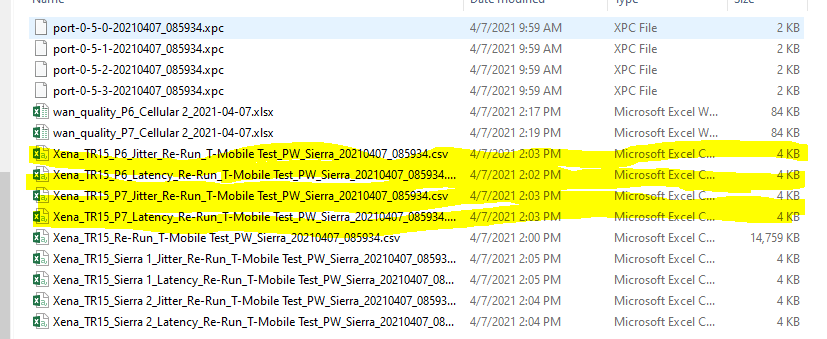 Name Date modified Type Size
port-0-5-0-20210407_085934.xpc 4/7/2021 9:59 AM XPC File 2 KB
port-0-5-1-20210407_085934.xpc 4/7/2021 9:59 AM XPC File 2 KB
port-0-5-2-20210407_085934.xpc 4/7/2021 9:59 AM XPC File 2 KB
port-0-5-3-20210407_085934.xpc 4/7/2021 9:59 AM XPC File 2 KB
wan_quality_P6_Cellular 2_2021-04-07.xlsx 4/7/2021 2:17 PM Microsoft Excel W... 84 KB
wan_quality_P7_Cellular 2_2021-04-07.xlsx 4/7/2021 2:19 PM Microsoft Excel W... 84 KB
Xena_TR15_P6_Jitter_Re-Run_T-Mobile Test_PW_Sierra_20210407_085934.csv 4/7/2021 2:03 PM Microsoft Excel C... 4 KB
Xena_TR15_P6_Latency_Re-Run_T-Mobile Test_PW_Sierra_20210407_085934.... 4/7/2021 2:02 PM Microsoft Excel C... 4 KB
Xena_TR15_P7_Jitter_Re-Run_T-Mobile Test_PW_Sierra_20210407_085934.csv 4/7/2021 2:03 PM Microsoft Excel C... 4 KB
Xena_TR15_P7_Latency_Re-Run_T-Mobile Test_PW_Sierra_20210407_085934.... 4/7/2021 2:03 PM Microsoft Excel C... 4 KB
Xena_TR15_Re-Run_T-Mobile Test_PW_Sierra_20210407_085934.csv 4/7/2021 2:00 PM Microsoft Excel C... 14,759 KB
Xena_TR15_Sierra 1_Jitter_Re-Run_T-Mobile Test_PW_Sierra_20210407_08593... 4/7/2021 2:05 PM Microsoft Excel C... 4 KB
Xena_TR15_Sierra 1_Latency_Re-Run_T-Mobile Test_PW_Sierra_20210407_08... 4/7/2021 2:05 PM Microsoft Excel C... 4 KB
Xena_TR15_Sierra 2_Jitter_Re-Run_T-Mobile Test_PW_Sierra_20210407_08593... 4/7/2021 2:04 PM Microsoft Excel C... 4 KB
Xena_TR15_Sierra 2_Latency_Re-Run_T-Mobile Test_PW_Sierra_20210407_08... 4/7/2021 2:04 PM Microsoft Excel C... 4 KB